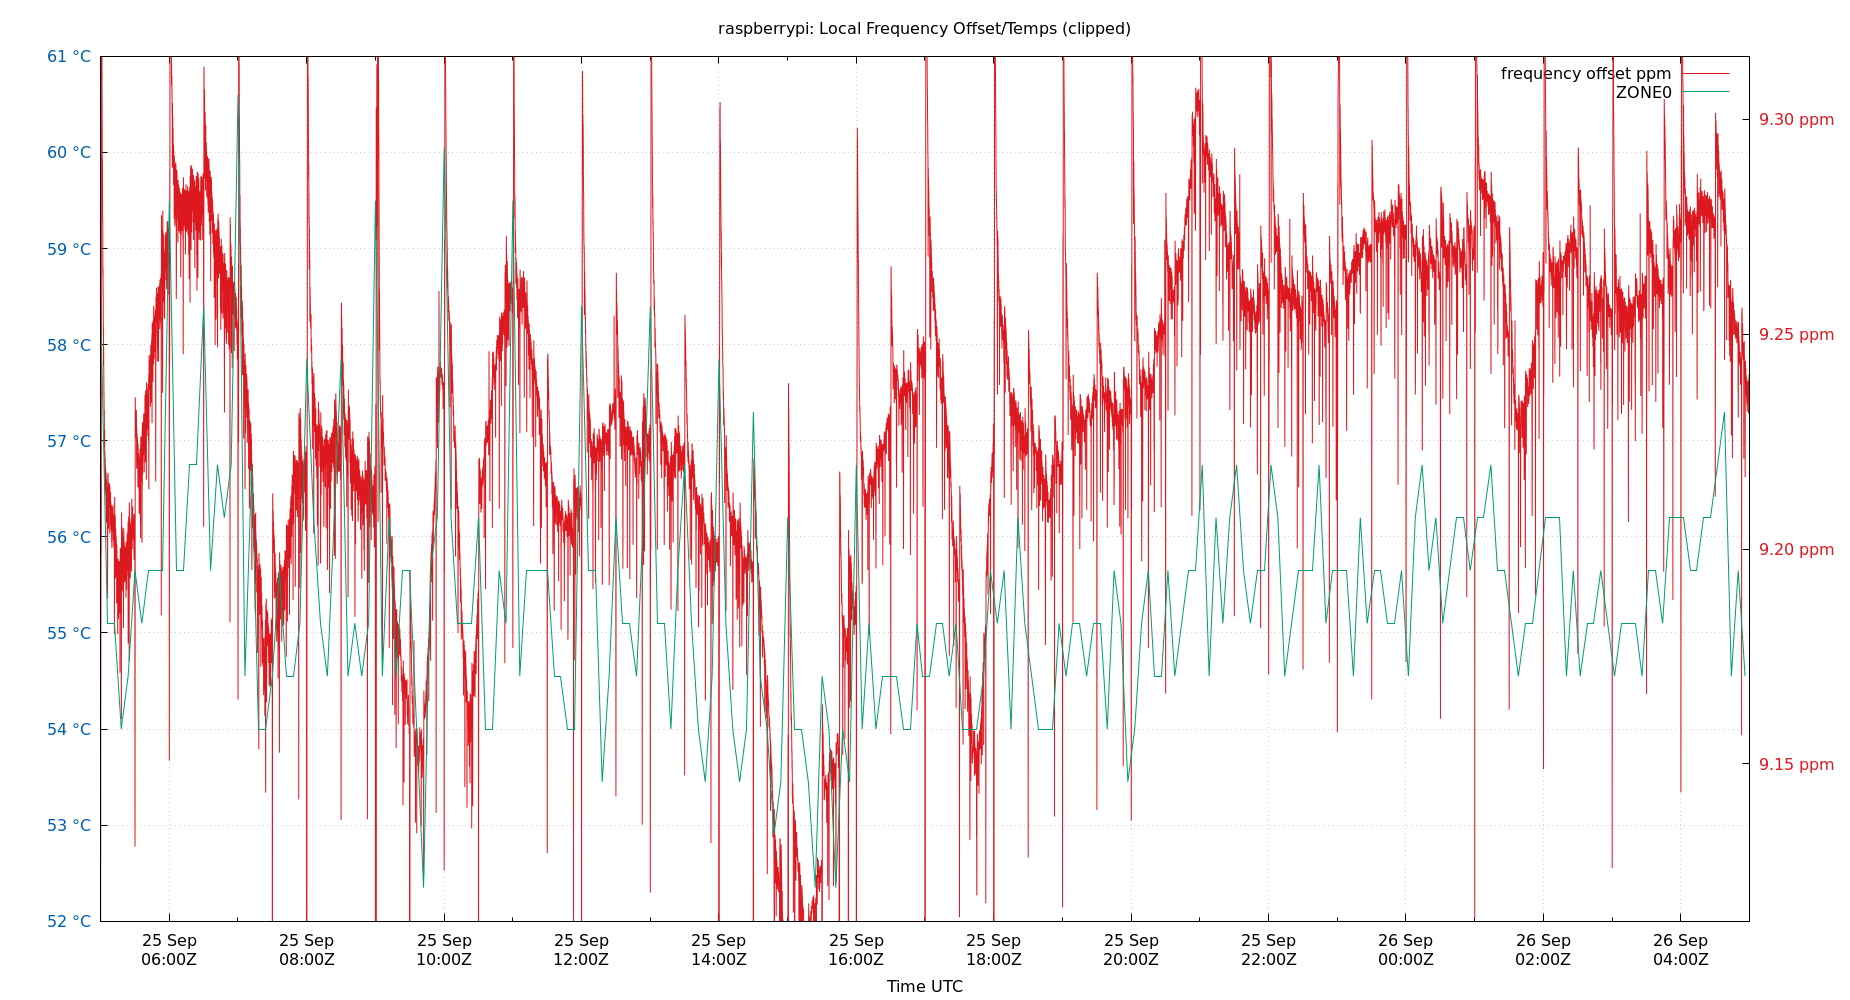 raspberrypi: Local Frequency Offset/Temps (clipped)
frequency offset ppm
ZONE0
61 °C
60 °C
59 °C
58 °C
57 °C
56 °C
55 °C
54 °C
53 °C
52 °C
9.30 ppm
9.25 ppm
9.20 ppm
9.15 ppm
25 Sep 25 Sep 25 Sep 25 Sep 25 Sep 25 Sep 25 Sep 25 Sep 25 Sep 26 Sep 26 Sep 26 Sep
06:00Z 08:00Z 10:00Z 12:00Z 14:00Z 16:00Z 18:00Z 20:00Z 22:00Z 00:00Z 02:00Z 04:00Z
Time UTC